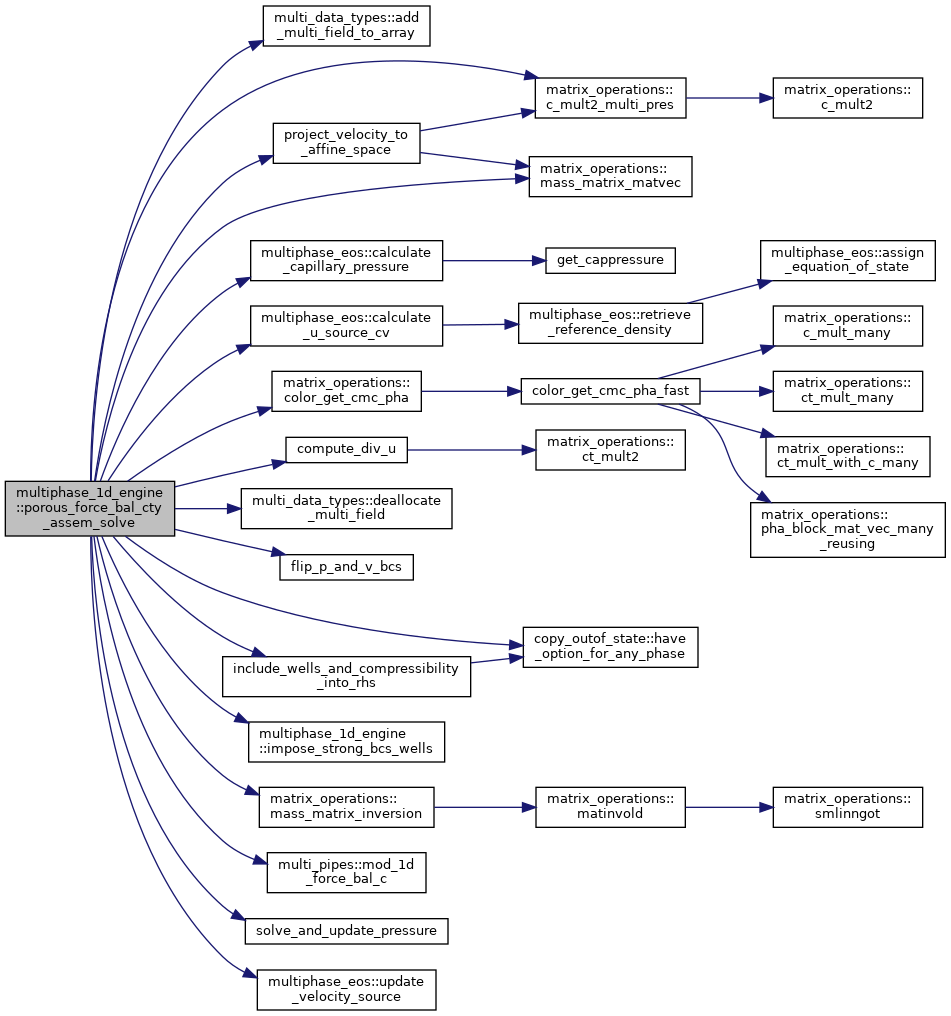 multi_data_types::add
_multi_field_to_array
matrix_operations::
c_mult2_multi_pres
matrix_operations::
c_mult2
project_velocity_to
_affine_space
matrix_operations::
mass_matrix_matvec
multiphase_eos::calculate
_capillary_pressure
get_cappressure
multiphase_eos::assign
_equation_of_state
multiphase_eos::calculate
_u_source_cv
multiphase_eos::retrieve
_reference_density
matrix_operations::
c_mult_many
matrix_operations::
color_get_cmc_pha
color_get_cmc_pha_fast
matrix_operations::
ct_mult_many
compute_div_u
matrix_operations::
ct_mult2
matrix_operations::
ct_mult_with_c_many
multiphase_1d_engine
::porous_force_bal_cty
_assem_solve
multi_data_types::deallocate
_multi_field
matrix_operations::
pha_block_mat_vec_many
_reusing
flip_p_and_v_bcs
copy_outof_state::have
_option_for_any_phase
include_wells_and_compressibility
_into_rhs
multiphase_1d_engine
::impose_strong_bcs_wells
matrix_operations::
mass_matrix_inversion
matrix_operations::
matinvold
matrix_operations::
smlinngot
multi_pipes::mod_1d
_force_bal_c
solve_and_update_pressure
multiphase_eos::update
_velocity_source